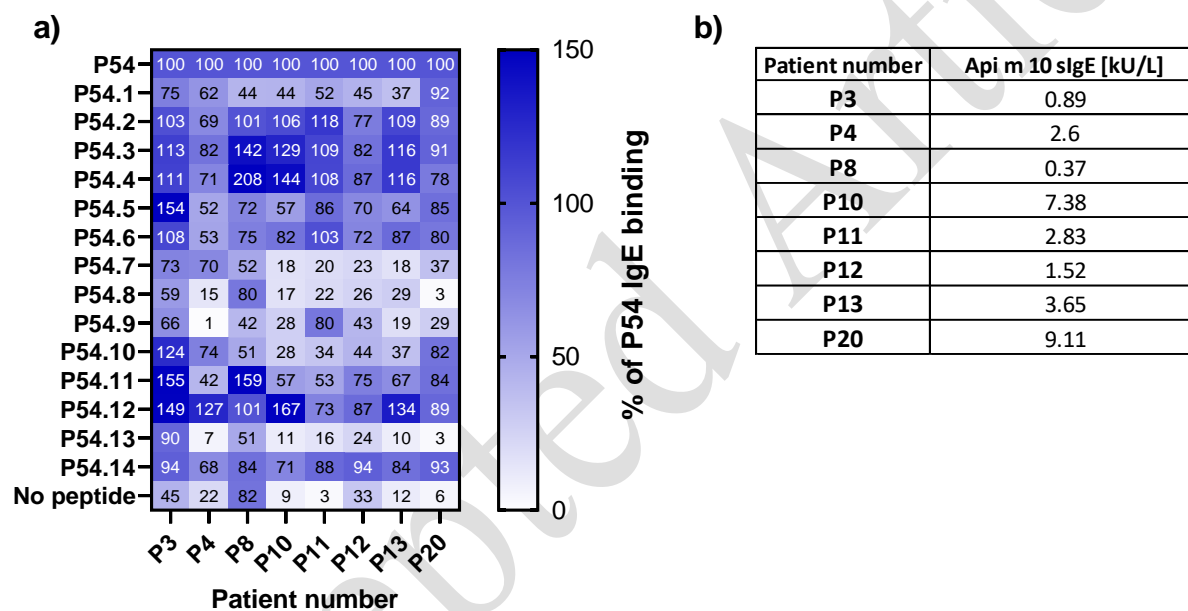 a)
P54 100 100 100 100 100 100 100 100
P54.1 75 62 44 44 52 45 37 92
P54.2 103 69 101 106 118 77 109 89
P54.3 113 82 142 129 109 82 116 91
P54.4 111 71 208 144 108 87 116 78
P54.5 154 52 72 57 86 70 64 85
P54.6 108 53 75 82 103 72 87 80
P54.7 73 70 52 18 20 23 18 37
P54.8 59 15 80 17 22 26 29 3
P54.9 66 1 42 28 80 43 19 29
P54.10 124 74 51 28 34 44 37 82
P54.11 155 42 159 57 53 75 67 84
P54.12 149 127 101 167 73 87 134 89
P54.13 90 7 51 11 16 24 10 3
P54.14 94 68 84 71 88 94 84 93
No peptide 45 22 82 9 3 33 12 6
P3 P4 P8 P10 P11 P12 P13 P20
Patient number
150
100
50
0
% of P54 IgE binding
b)
Patient number Api m 10 sIgE [kU/L]
P3 0.89
P4 2.6
P8 0.37
P10 7.38
P11 2.83
P12 1.52
P13 3.65
P20 9.11